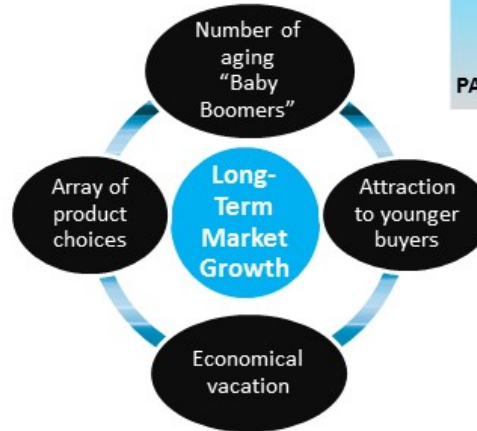 Number of
aging
“Baby
Boomers”
PA
Array of
product
choices
Long-
Term
Market
Growth
Attraction
to younger
buyers
Economical
vacation